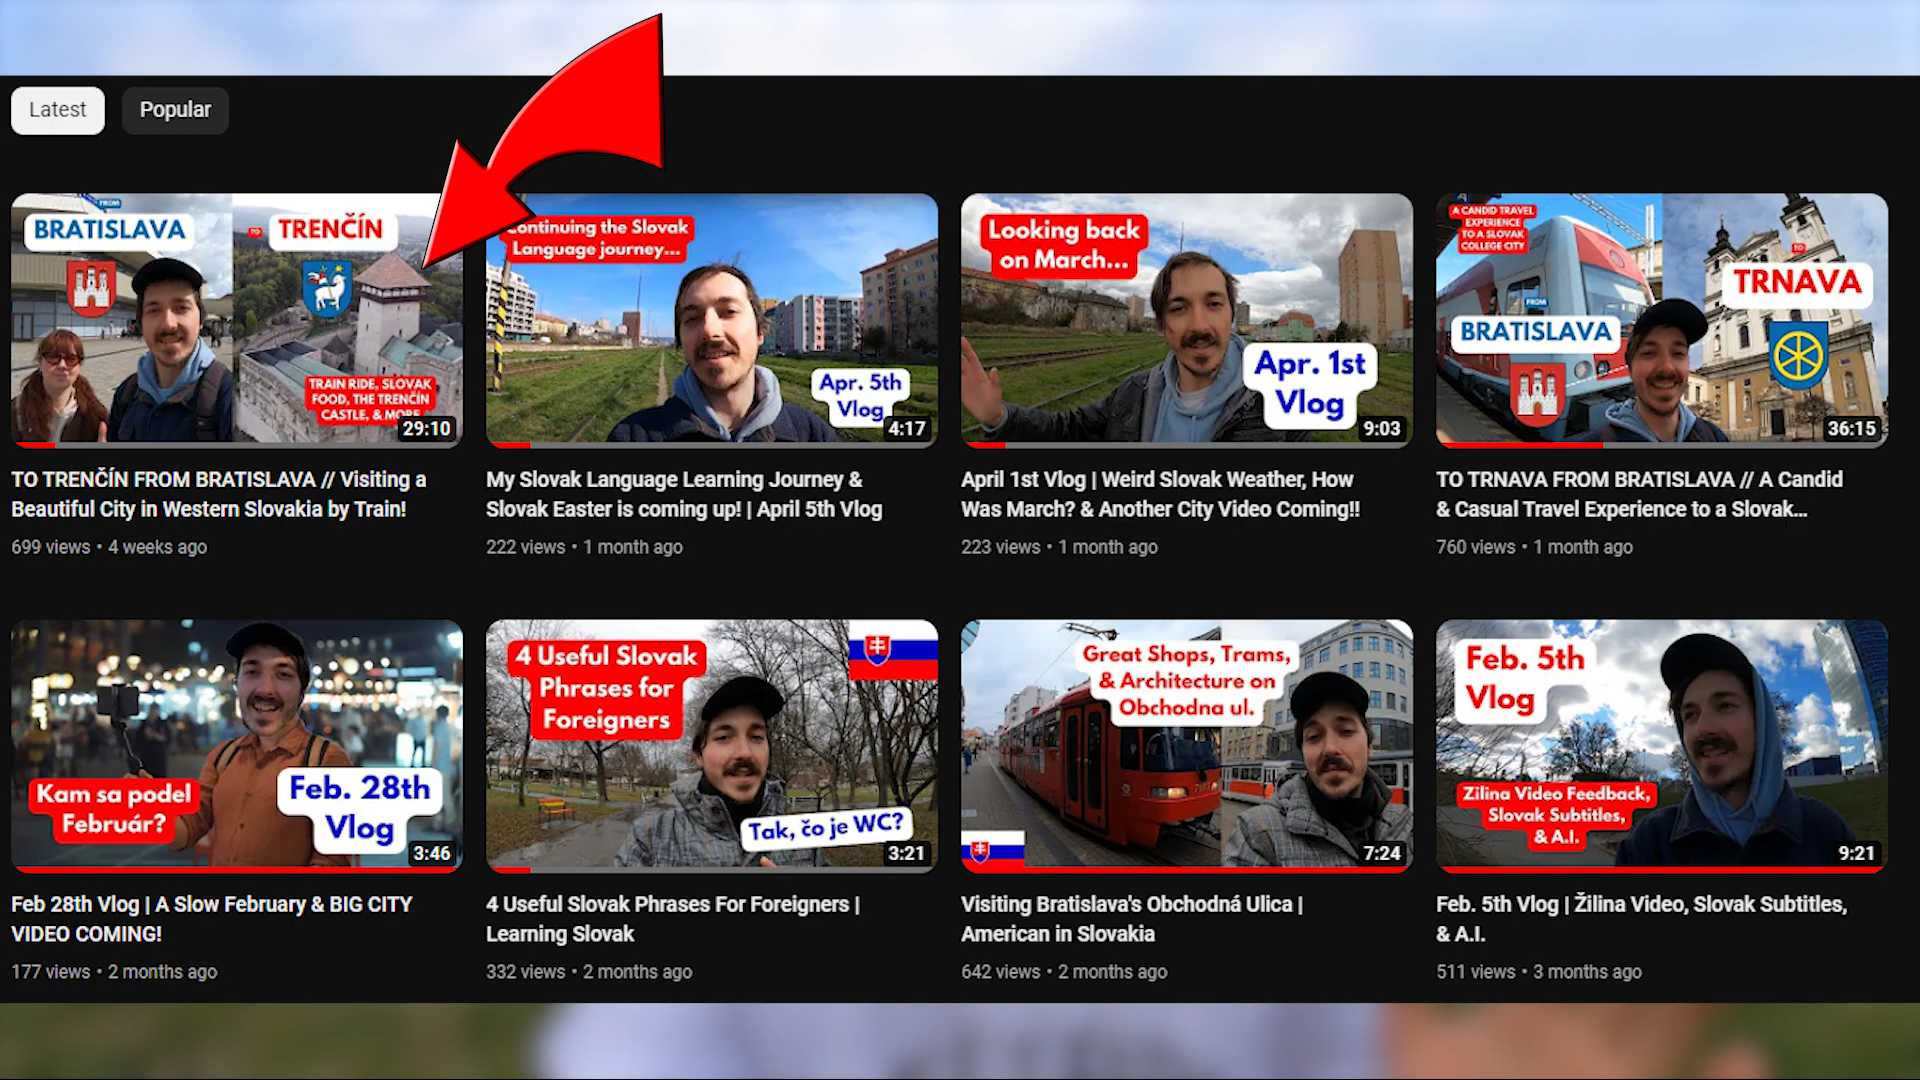 Latest
Popular
FROM
BRATISLAVA
TO
TRENČÍN
TRAIN RIDE, SLOVAK
FOOD, THE TRENČÍN
CASTLE, & MORE
29:10
TO TRENČÍN FROM BRATISLAVA // Visiting a
Beautiful City in Western Slovakia by Train!
699 views • 4 weeks ago
Continuing the Slovak
Language journey...
Apr. 5th
Vlog
4:17
My Slovak Language Learning Journey &
Slovak Easter is coming up! | April 5th Vlog
222 views • 1 month ago
Looking back
on March...
Apr. 1st
Vlog
9:03
April 1st Vlog | Weird Slovak Weather, How
Was March? & Another City Video Coming!!
223 views • 1 month ago
A CANDID TRAVEL
EXPERIENCE
TO A SLOVAK
COLLEGE CITY
TO
TRNAVA
FROM
BRATISLAVA
36:15
TO TRNAVA FROM BRATISLAVA // A Candid
& Casual Travel Experience to a Slovak...
760 views • 1 month ago
Kam sa podel
Február?
Feb. 28th
Vlog
3:46
Feb 28th Vlog | A Slow February & BIG CITY
VIDEO COMING!
177 views • 2 months ago
4 Useful Slovak
Phrases for
Foreigners
Tak, čo je WC?
3:21
4 Useful Slovak Phrases For Foreigners |
Learning Slovak
332 views • 2 months ago
Great Shops, Trams,
& Architecture on
Obchodna ul.
7:24
Visiting Bratislava's Obchodná Ulica |
American in Slovakia
642 views • 2 months ago
Feb. 5th
Vlog
Zilina Video Feedback,
Slovak Subtitles,
& A.I.
9:21
Feb. 5th Vlog | Žilina Video, Slovak Subtitles,
& A.I.
511 views • 3 months ago